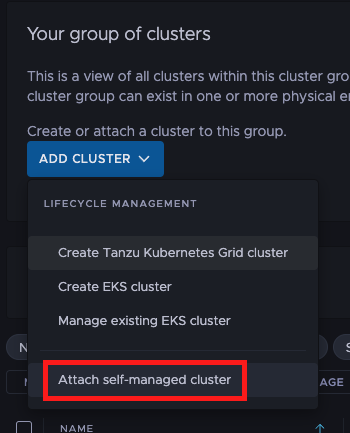 Your group of clusters
This is a view of all clusters within this cluster gro
cluster group can exist in one or more physical e
Create or attach a cluster to this group.
ADD CLUSTER
LIFECYCLE MANAGEMENT
Create Tanzu Kubernetes Grid cluster
Create EKS cluster
Manage existing EKS cluster
Attach self-managed cluster
AGE
NAME